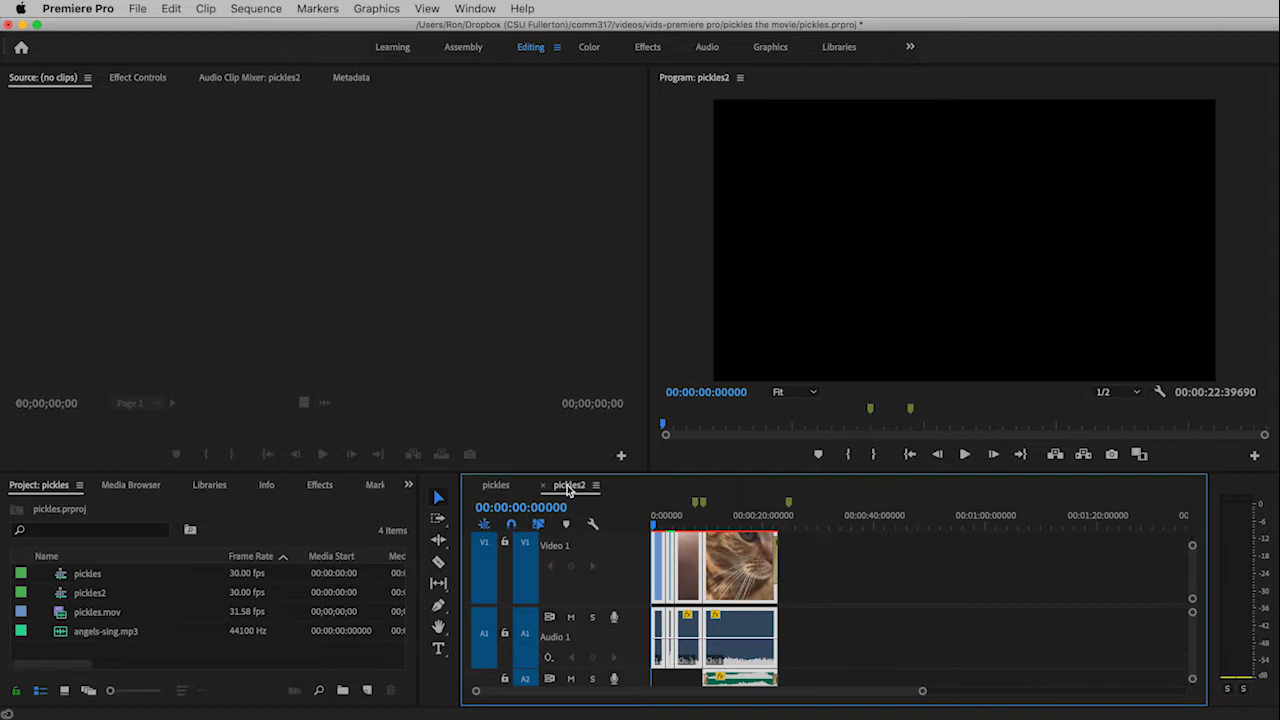 Premiere Pro File Edit Clip Sequence Markers Graphics View Window Help
/Users/Ron/Dropbox (CSU Fullerton)/comm317/videos/vids-premiere pro/pickles the movie/pickles.prproj *
Learning Assembly Editing Color Effects Audio Graphics Libraries
Source: (no clips) Effect Controls Audio Clip Mixer: pickles2 Metadata
Program: pickles2
00;00;00;00 Page 1 00;00;00;00
00:00:00:00000 Fit 1/2 00:00:22:39690
Project: pickles Media Browser Libraries Info Effects Mark
pickles.prproj
4 Items
Name Frame Rate Media Start Med
pickles 30.00 fps 00:00:00:00 00:
pickles2 30.00 fps 00:00:00:00 00:
pickles.mov 31.58 fps 00;00;00;00 00;
angels-sing.mp3 44100 Hz 00:00:00:00000 00:
pickles × pickles2
00:00:00:00000
0:00000 00:00:20:00000 00:00:40:00000 00:01:00:00000 00:01:20:00000 00
V1 V1 Video 1
A1 A1 Audio 1
M S
A2 M S
fx fx
fx
-48
-54
dB
S S